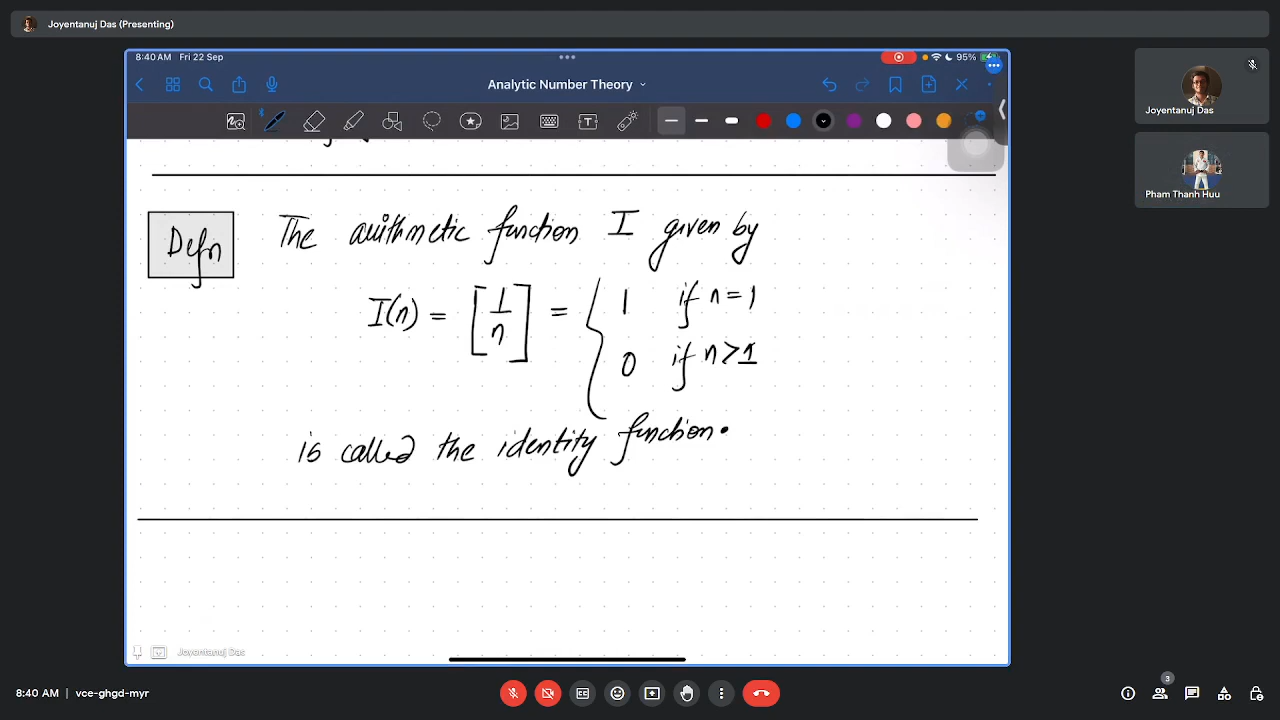 Joyentanuj Das (Presenting)
8:40 AM Fri 22 Sep
95%
Analytic Number Theory
Joyentanuj Das
Pham Thanh Huu
Defn
The arithmetic function I given by
I(n) = [1/n] = { 1 if n=1
0 if n>1
is called the identity function.
Joyentanuj Das
8:40 AM | vce-ghgd-myr
3